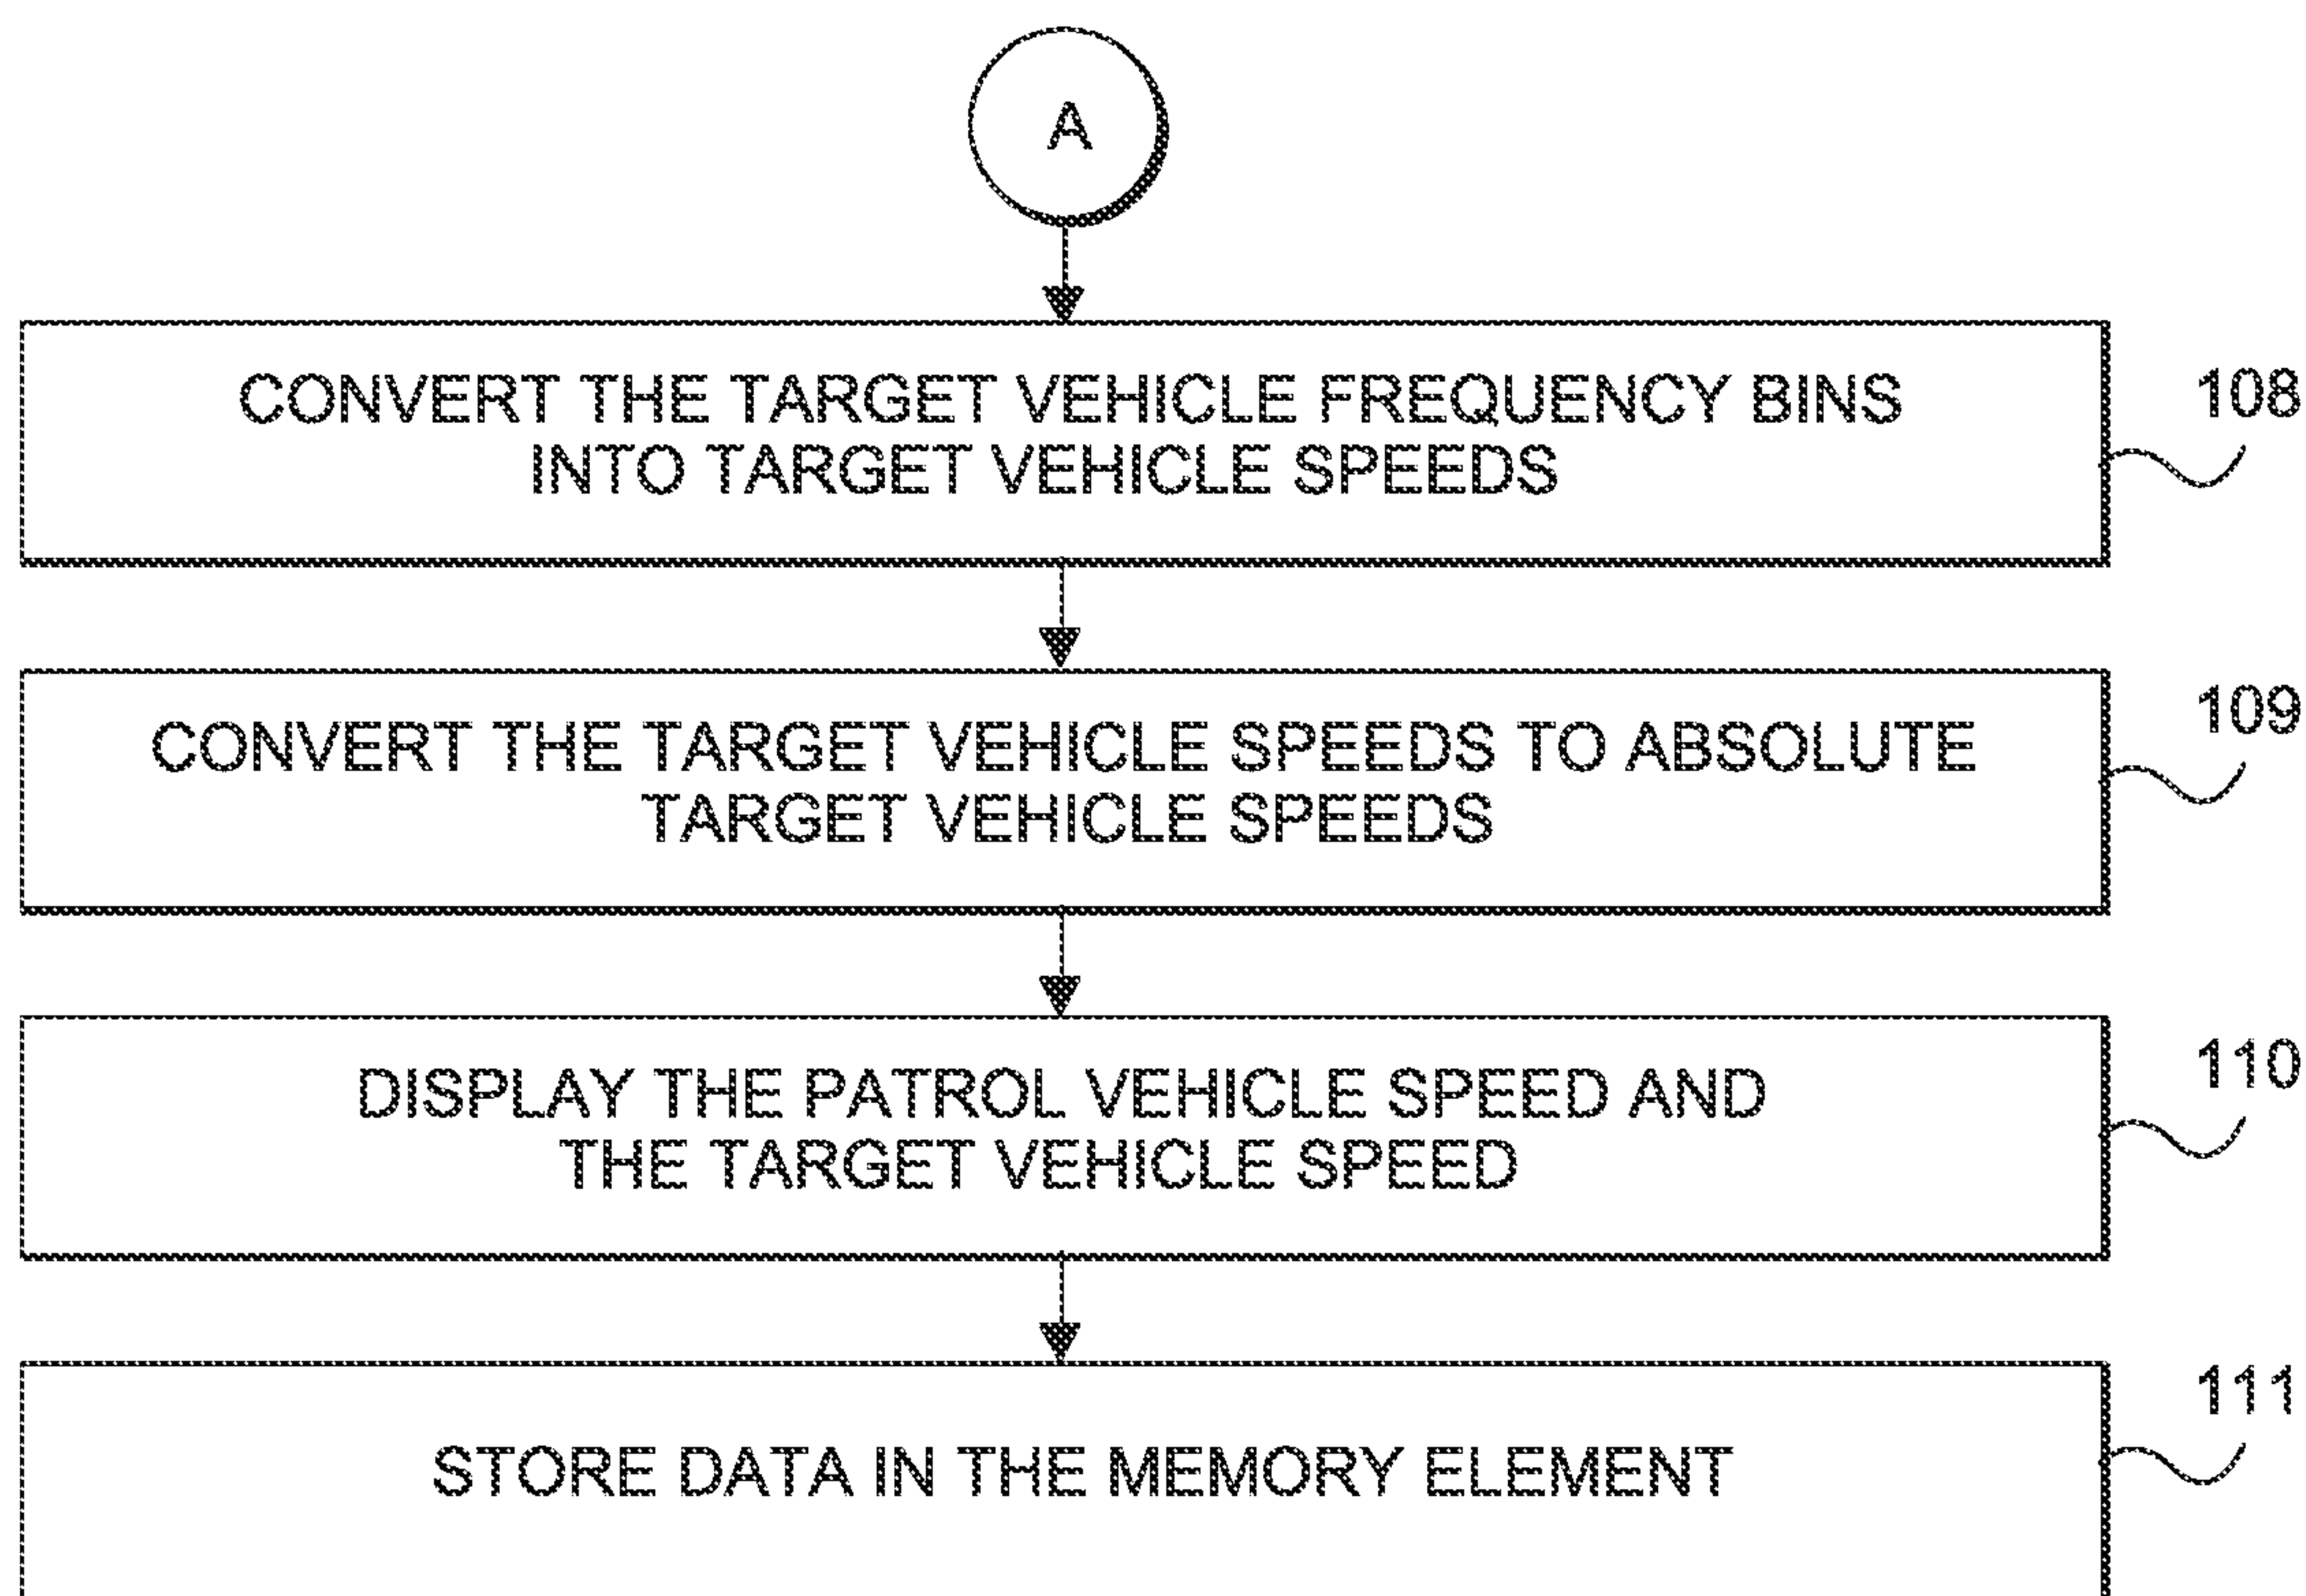 A
CONVERT THE TARGET VEHICLE FREQUENCY BINS
INTO TARGET VEHICLE SPEEDS
108
CONVERT THE TARGET VEHICLE SPEEDS TO ABSOLUTE
TARGET VEHICLE SPEEDS
109
DISPLAY THE PATROL VEHICLE SPEED AND
THE TARGET VEHICLE SPEED
110
STORE DATA IN THE MEMORY ELEMENT
111